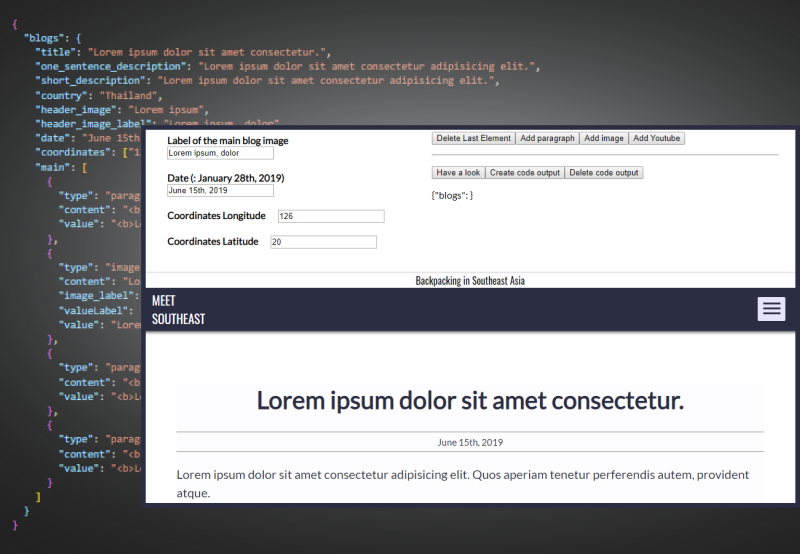 {
"blogs": {
"title": "Lorem ipsum dolor sit amet consectetur.",
"one_sentence_description": "Lorem ipsum dolor sit amet consectetur adipisicing elit.",
"short_description": "Lorem ipsum dolor sit amet consectetur adipisicing elit.",
"country": "Thailand",
"header_image": "Lorem ipsum",
"header_image_label": "Lorem ipsum, dolor"
"date": "June 15th
"coordinates": ["1
"main": [
{
"type": "parag
"content": "<b
"value": "<b>L
},
{
"type": "image
"content": "Lo
"image_label":
"valueLabel":
"value": "Lore
},
{
"type": "parag
"content": "<b
"value": "<b>L
},
{
"type": "parag
"content": "<b
"value": "<b>L
}
]
}
}
Label of the main blog image
Lorem ipsum, dolor
Date (: January 28th, 2019)
June 15th, 2019
Coordinates Longitude 126
Coordinates Latitude 20
Delete Last Element Add paragraph Add image Add Youtube
Have a look Create code output Delete code output
{"blogs": }
Backpacking in Southeast Asia
MEET
SOUTHEAST
Lorem ipsum dolor sit amet consectetur.
June 15th, 2019
Lorem ipsum dolor sit amet consectetur adipisicing elit. Quos aperiam tenetur perferendis autem, provident
atque.